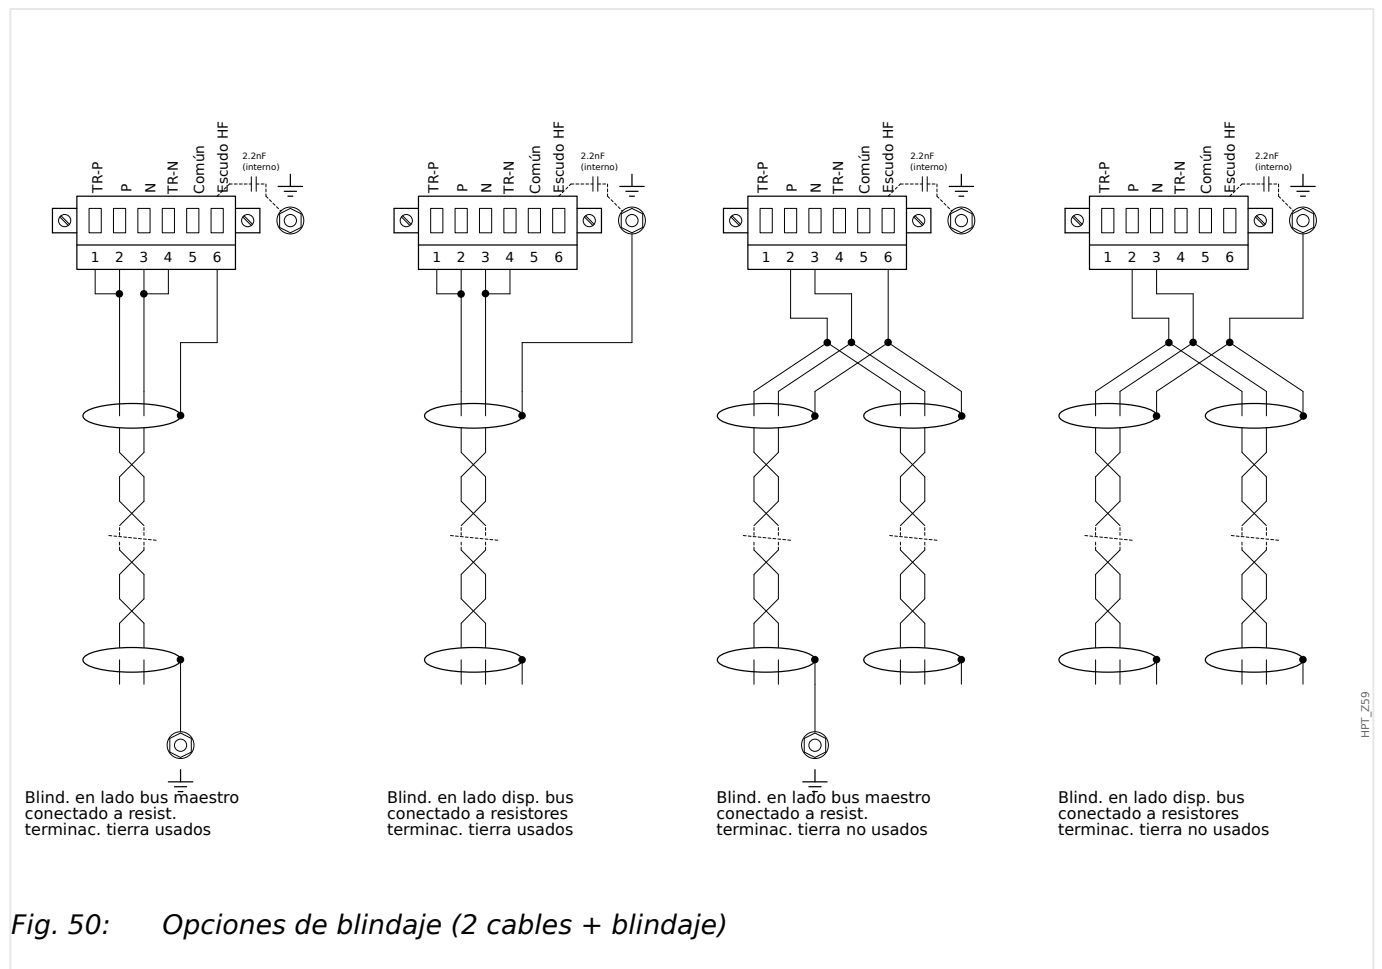 TR-P
P
N
TR-N
Común
Escudo HF
2.2nF
(interno)
1 2 3 4 5 6
TR-P
P
N
TR-N
Común
Escudo HF
2.2nF
(interno)
1 2 3 4 5 6
TR-P
P
N
TR-N
Común
Escudo HF
2.2nF
(interno)
1 2 3 4 5 6
TR-P
P
N
TR-N
Común
Escudo HF
2.2nF
(interno)
1 2 3 4 5 6
HPT_Z59
Blind. en lado bus maestro
conectado a resist.
terminac. tierra usados
Blind. en lado disp. bus
conectado a resistores
terminac. tierra usados
Blind. en lado bus maestro
conectado a resist.
terminac. tierra no usados
Blind. en lado disp. bus
conectado a resistores
terminac. tierra no usados
Fig. 50: Opciones de blindaje (2 cables + blindaje)